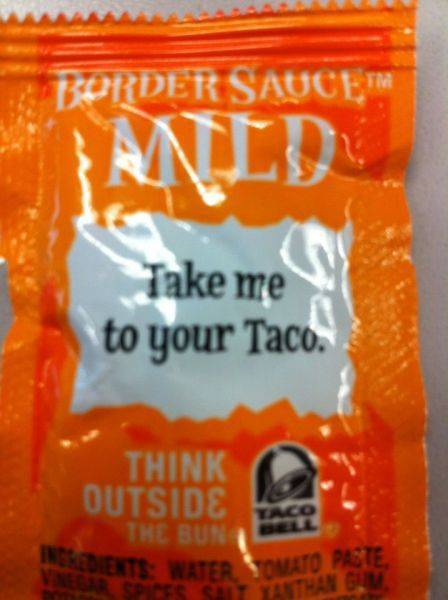 BORDER SAUCE™
MILD
Take me
to your Taco.
THINK
OUTSIDE
THE BUN
TACO
BELL
INGREDIENTS: WATER, TOMATO PASTE,
VINEGAR, SPICES, SALT, XANTHAN GUM,